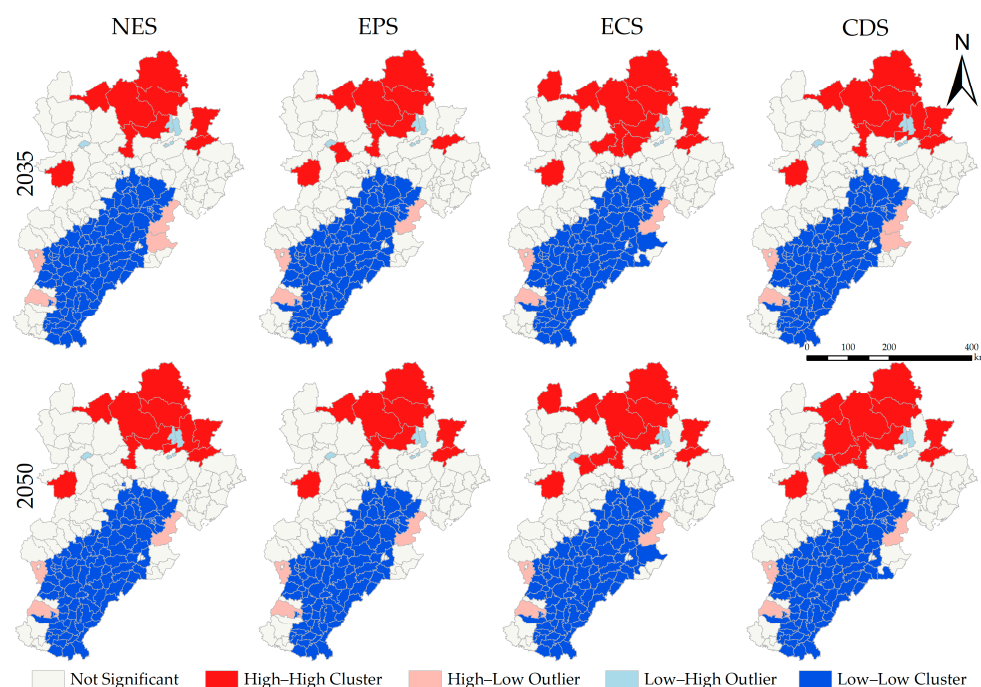 NES EPS ECS CDS
N
2035
0 100 200 400
km
2050
Not Significant High–High Cluster High–Low Outlier Low–High Outlier Low–Low Cluster